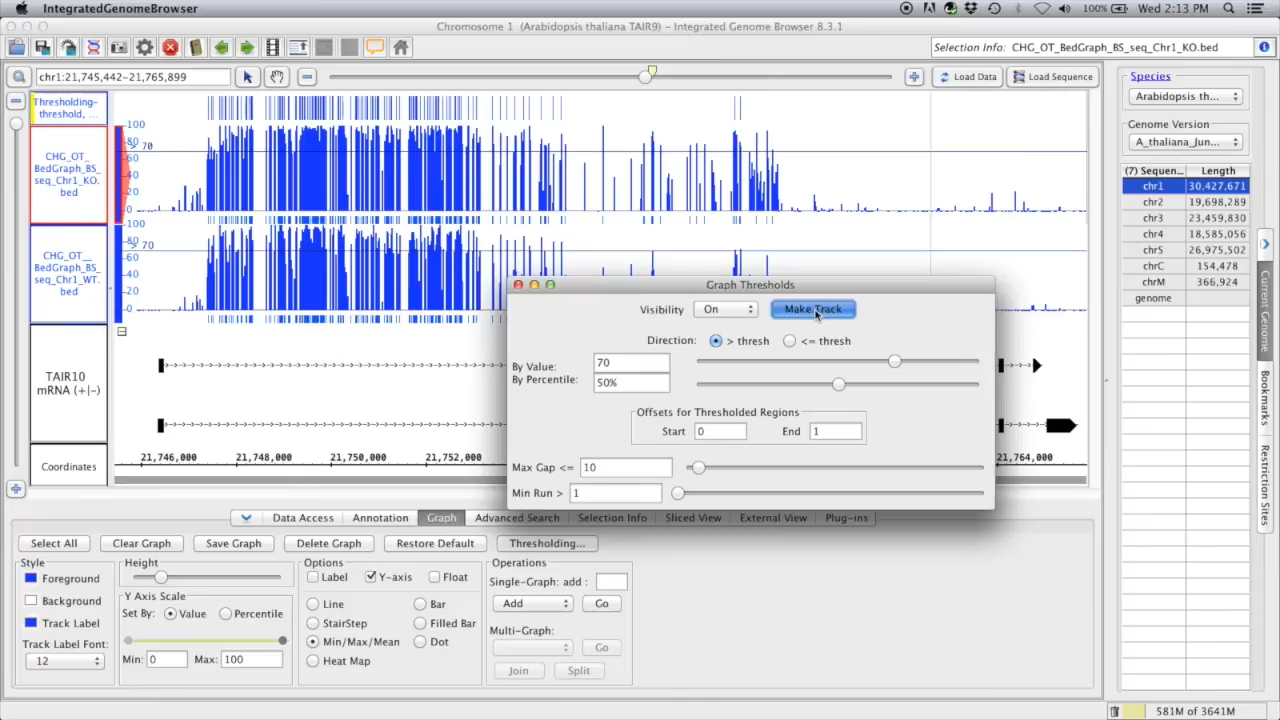 IntegratedGenomeBrowser
100%
Wed 2:13 PM
Chromosome 1 (Arabidopsis thaliana TAIR9) - Integrated Genome Browser 8.3.1
Selection Info: CHG_OT_BedGraph_BS_seq_Chr1_KO.bed
chr1:21,745,442-21,765,899
Load Data
Load Sequence
Species
Arabidopsis th...
Genome Version
A_thaliana_Jun...
(7) Sequen... Length
chr1 30,427,671
chr2 19,698,289
chr3 23,459,830
chr4 18,585,056
chr5 26,975,502
chrC 154,478
chrM 366,924
genome
Current Genome
Bookmarks
Restriction Sites
Thresholding-
threshold, ...
CHG_OT_
BedGraph_BS_
seq_Chr1_KO.
bed
100
> 70
60
40
20
0
CHG_OT__
BedGraph_BS_
seq_Chr1_WT.
bed
100
> 70
60
40
20
0
TAIR10
mRNA (+|-)
Coordinates
21,746,000 21,748,000 21,750,000 21,752,000 21,764,000
Graph Thresholds
Visibility On Make Track
Direction: > thresh <= thresh
By Value: 70
By Percentile: 50%
Offsets for Thresholded Regions
Start 0 End 1
Max Gap <= 10
Min Run > 1
Data Access Annotation Graph Advanced Search Selection Info Sliced View External View Plug-ins
Select All Clear Graph Save Graph Delete Graph Restore Default Thresholding...
Style
Foreground
Background
Track Label
Track Label Font:
12
Height
Y Axis Scale
Set By: Value Percentile
Min: 0 Max: 100
Options
Label Y-axis Float
Line Bar
StairStep Filled Bar
Min/Max/Mean Dot
Heat Map
Operations
Single-Graph: add :
Add Go
Multi-Graph:
Go
Join Split
581M of 3641M